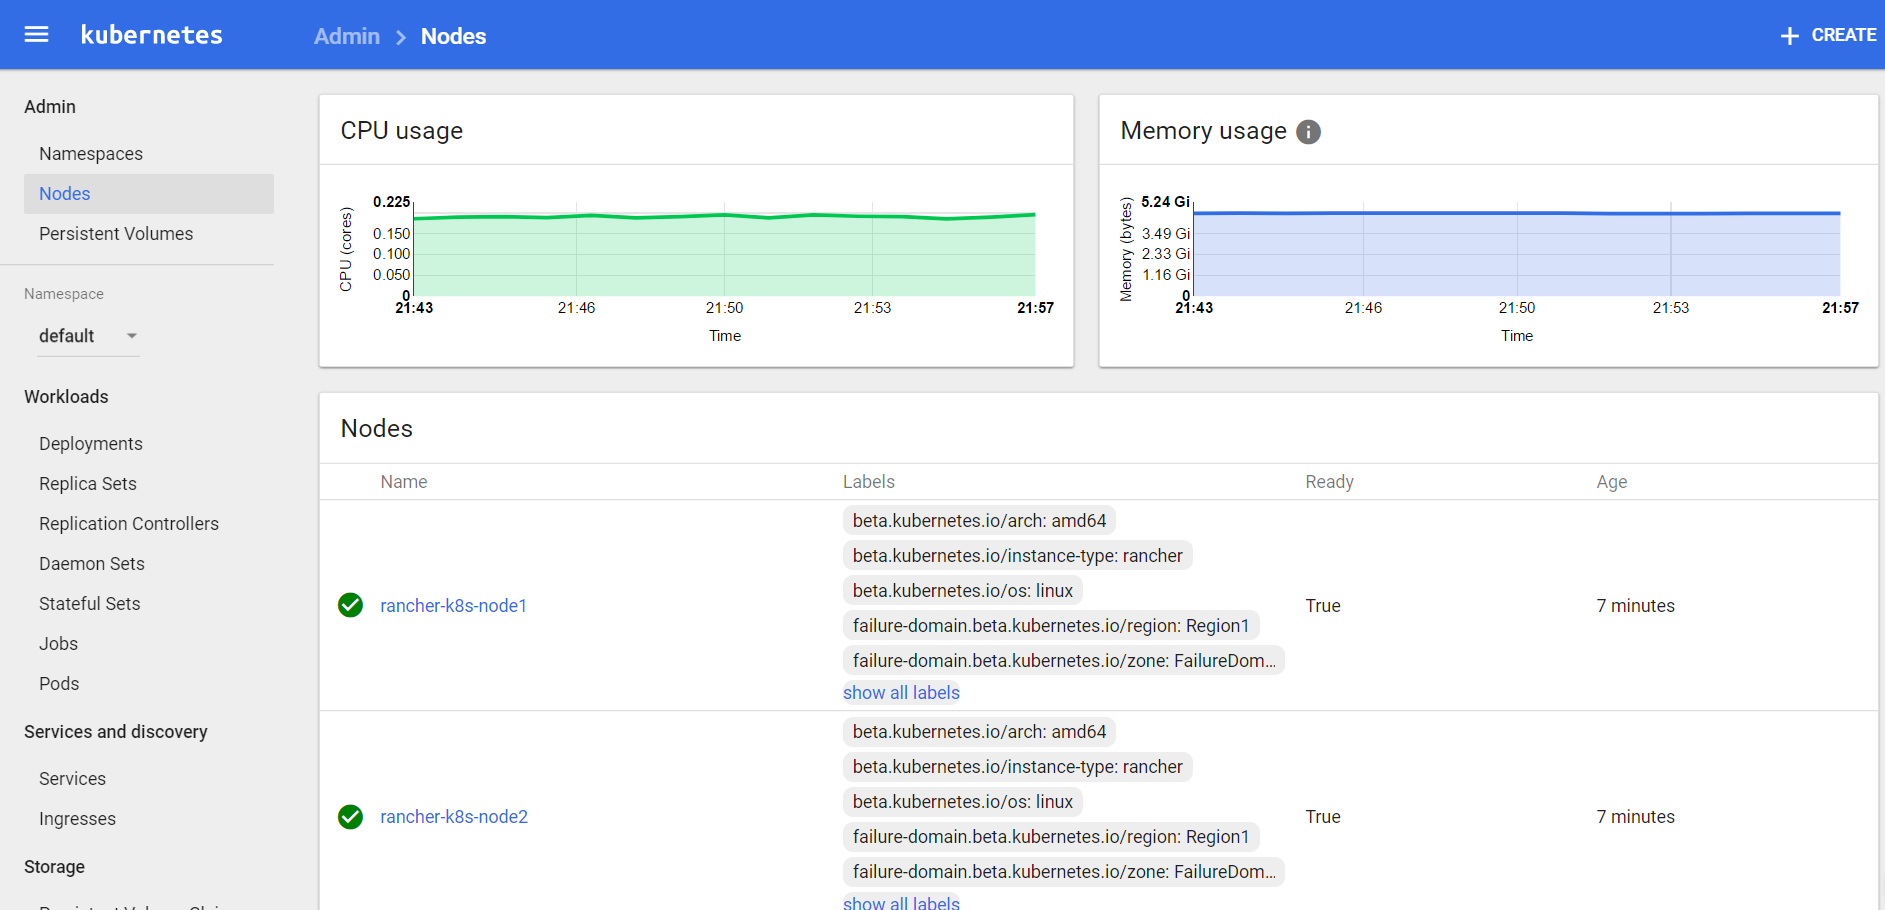 kubernetes
Admin > Nodes
+ CREATE
Admin
Namespaces
Nodes
Persistent Volumes
Namespace
default
Workloads
Deployments
Replica Sets
Replication Controllers
Daemon Sets
Stateful Sets
Jobs
Pods
Services and discovery
Services
Ingresses
Storage
CPU usage
CPU (cores)
0.225
0.150
0.100
0.050
0
21:43 21:46 21:50 21:53 21:57
Time
Memory usage
Memory (bytes)
5.24 Gi
3.49 Gi
2.33 Gi
1.16 Gi
0
21:43 21:46 21:50 21:53 21:57
Time
Nodes
Name Labels Ready Age
beta.kubernetes.io/arch: amd64
beta.kubernetes.io/instance-type: rancher
beta.kubernetes.io/os: linux
rancher-k8s-node1 True 7 minutes
failure-domain.beta.kubernetes.io/region: Region1
failure-domain.beta.kubernetes.io/zone: FailureDom...
show all labels
beta.kubernetes.io/arch: amd64
beta.kubernetes.io/instance-type: rancher
beta.kubernetes.io/os: linux
rancher-k8s-node2 True 7 minutes
failure-domain.beta.kubernetes.io/region: Region1
failure-domain.beta.kubernetes.io/zone: FailureDom...
show all labels